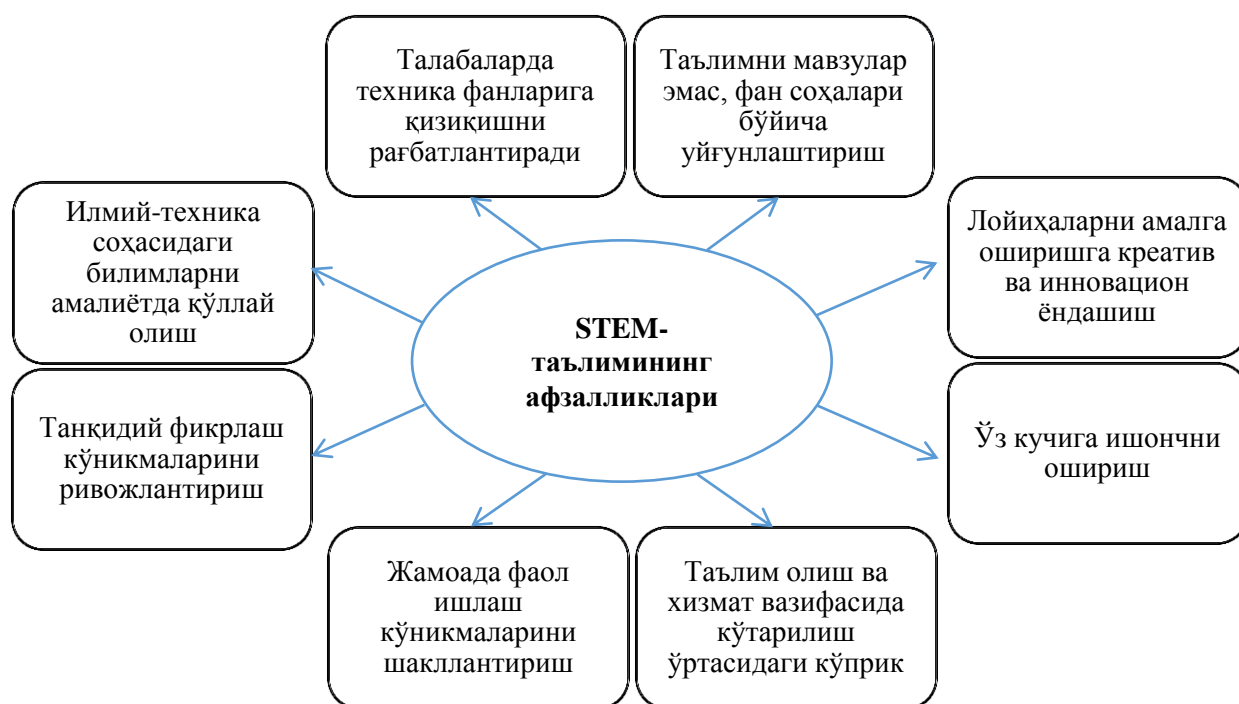 Талабаларда
техника фанларига
қизиқишни
рағбатлантиради
Таълимни мавзулар
эмас, фан соҳалари
бўйича
уйғунлаштириш
Илмий-техника
соҳасидаги
билимларни
амалиётда қўллай
олиш
Лойиҳаларни амалга
оширишга креатив
ва инновацион
ёндашиш
STEM-
таълимининг
афзалликлари
Танқидий фикрлаш
кўникмаларини
ривожлантириш
Ўз кучига ишончни
ошириш
Жамоада фаол
ишлаш
кўникмаларини
шакллантириш
Таълим олиш ва
хизмат вазифасида
кўтарилиш
ўртасидаги кўприк